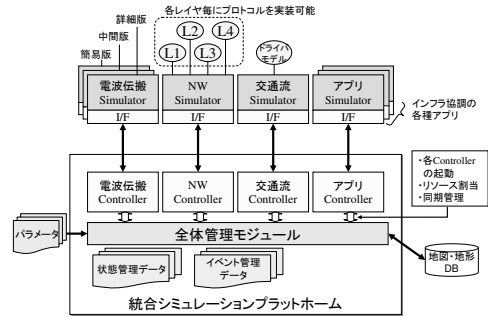 各レイヤ毎にプロトコルを実装可能
詳細版
中間版
簡易版
L1
L2
L3
L4
ドライバ
モデル
電波伝搬
Simulator
I/F
NW
Simulator
I/F
交通流
Simulator
I/F
アプリ
Simulator
I/F
インフラ協調の
各種アプリ
電波伝搬
Controller
NW
Controller
交通流
Controller
アプリ
Controller
・各Controller
の起動
・リソース割当
・同期管理
パラメータ
全体管理モジュール
状態管理データ
イベント管理
データ
地図・地形
DB
統合シミュレーションプラットホーム